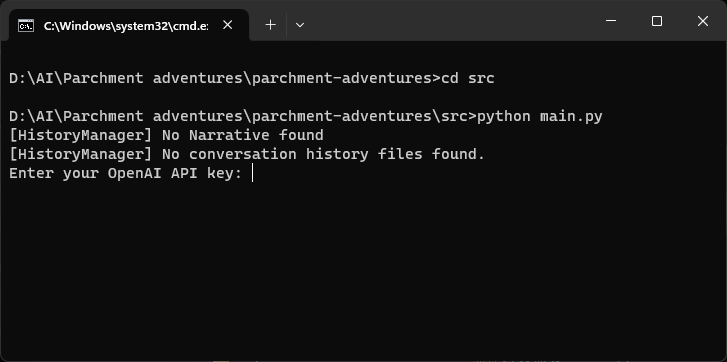 C:\Windows\system32\cmd.e:
D:\AI\Parchment adventures\parchment-adventures>cd src
D:\AI\Parchment adventures\parchment-adventures\src>python main.py
[HistoryManager] No Narrative found
[HistoryManager] No conversation history files found.
Enter your OpenAI API key: